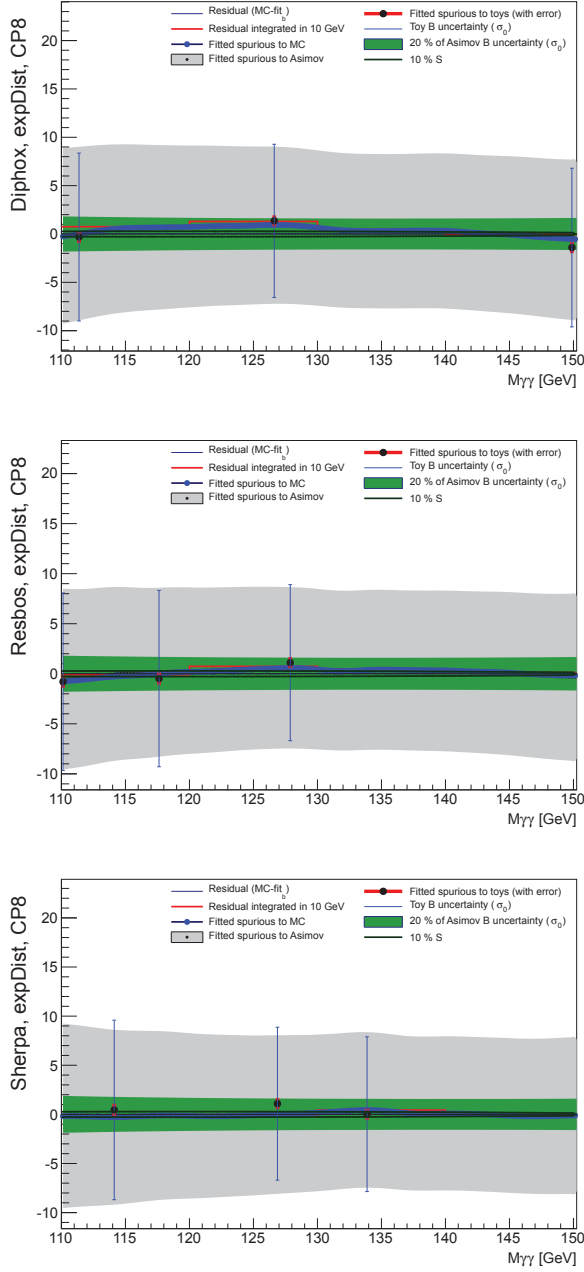 Diphox, expDist, CP8
Residual (MC-fit_b)
Residual integrated in 10 GeV
Fitted spurious to MC
Fitted spurious to Asimov
Fitted spurious to toys (with error)
Toy B uncertainty (σ₀)
20 % of Asimov B uncertainty (σ₀)
10 % S
20
15
10
5
0
-5
-10
110 115 120 125 130 135 140 145 150
Mγγ [GeV]
Resbos, expDist, CP8
Residual (MC-fit_b)
Residual integrated in 10 GeV
Fitted spurious to MC
Fitted spurious to Asimov
Fitted spurious to toys (with error)
Toy B uncertainty (σ₀)
20 % of Asimov B uncertainty (σ₀)
10 % S
20
15
10
5
0
-5
-10
110 115 120 125 130 135 140 145 150
Mγγ [GeV]
Sherpa, expDist, CP8
Residual (MC-fit_b)
Residual integrated in 10 GeV
Fitted spurious to MC
Fitted spurious to Asimov
Fitted spurious to toys (with error)
Toy B uncertainty (σ₀)
20 % of Asimov B uncertainty (σ₀)
10 % S
20
15
10
5
0
-5
-10
110 115 120 125 130 135 140 145 150
Mγγ [GeV]